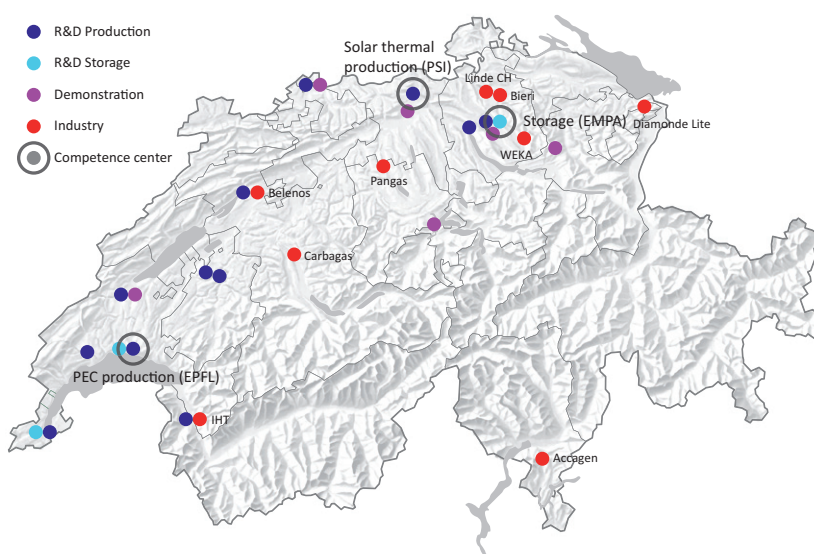 R&D Production
R&D Storage
Demonstration
Industry
Competence center
Solar thermal
production (PSI)
Linde CH
Bieri
Storage (EMPA)
Diamonde Lite
WEKA
Pangas
Belenos
Carbagas
PEC production (EPFL)
IHT
Accagen